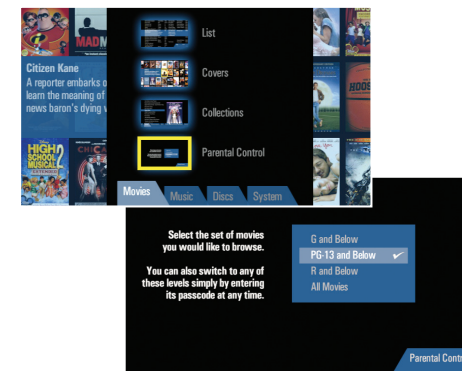 MADM
List
Covers
Collections
Parental Control
Citizen Kane
A reporter embarks o
learn the meaning of
news baron's dying v
HOOS
HIGH
SCHOOL
MUSICAL 2
EXTENDED
CHIC
Movies
Music
Discs
System
Select the set of movies
you would like to browse.
You can also switch to any of
these levels simply by entering
its passcode at any time.
G and Below
PG-13 and Below ✓
R and Below
All Movies
Parental Contr